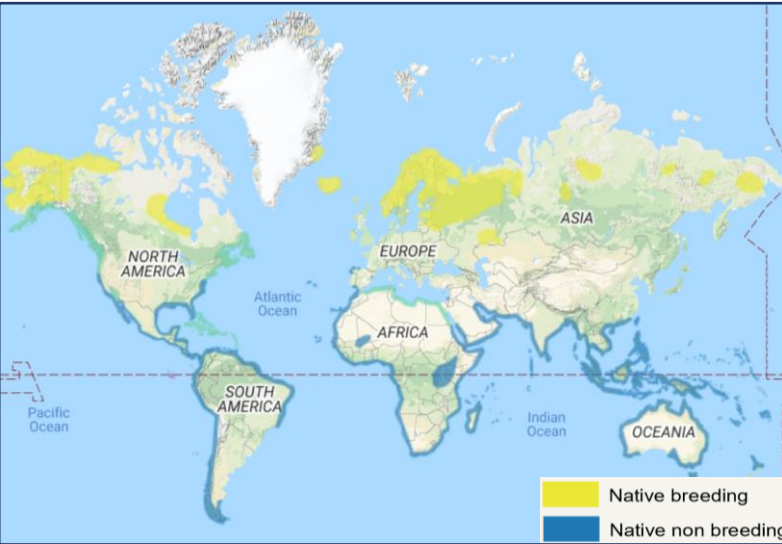 ASIA
NORTH
AMERICA
EUROPE
Atlantic
Ocean
AFRICA
SOUTH
AMERICA
Pacific
Ocean
Indian
Ocean
OCEANIA
Native breeding
Native non breeding